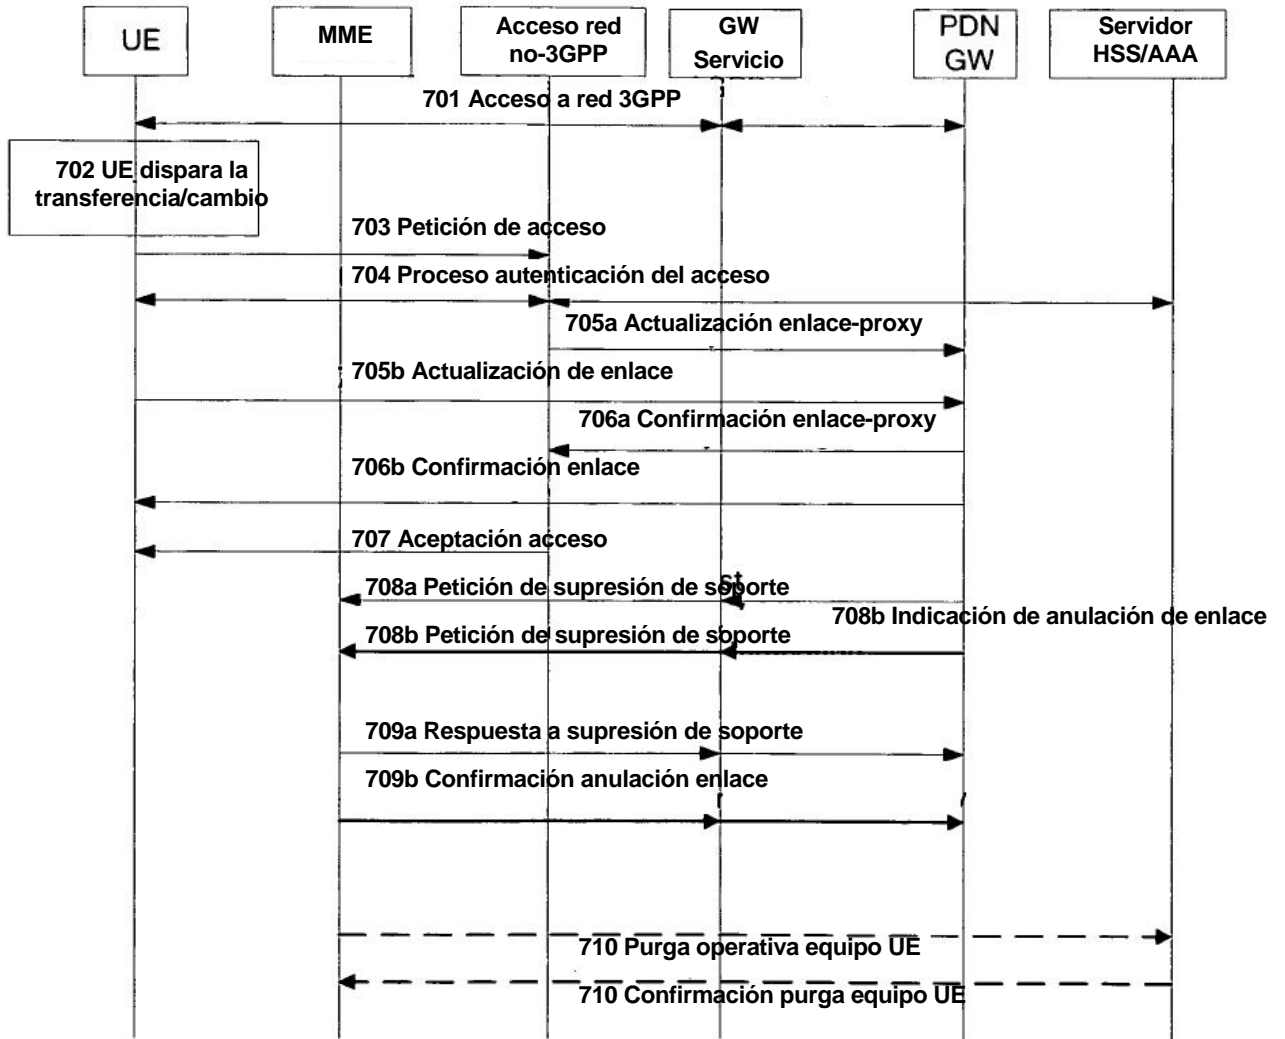 UE
MME
Acceso red
no-3GPP
GW
Servicio
PDN
GW
Servidor
HSS/AAA
701 Acceso a red 3GPP
702 UE dispara la
transferencia/cambio
703 Petición de acceso
704 Proceso autenticación del acceso
705a Actualización enlace-proxy
705b Actualización de enlace
706a Confirmación enlace-proxy
706b Confirmación enlace
707 Aceptación acceso
st
708a Petición de supresión de soporte
708b Indicación de anulación de enlace
708b Petición de supresión de soporte
709a Respuesta a supresión de soporte
709b Confirmación anulación enlace
710 Purga operativa equipo UE
710 Confirmación purga equipo UE